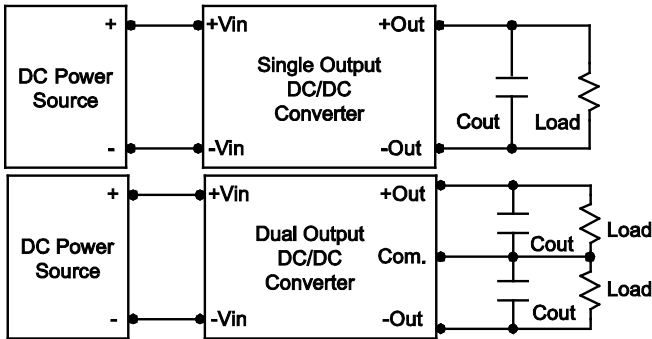 +
+Vin
+Out
DC Power
Source
Single Output
DC/DC
Converter
Cout
Load
-
-Vin
-Out
+
+Vin
+Out
DC Power
Source
Dual Output
DC/DC
Converter
Com.
Cout
Load
Cout
Load
-
-Vin
-Out